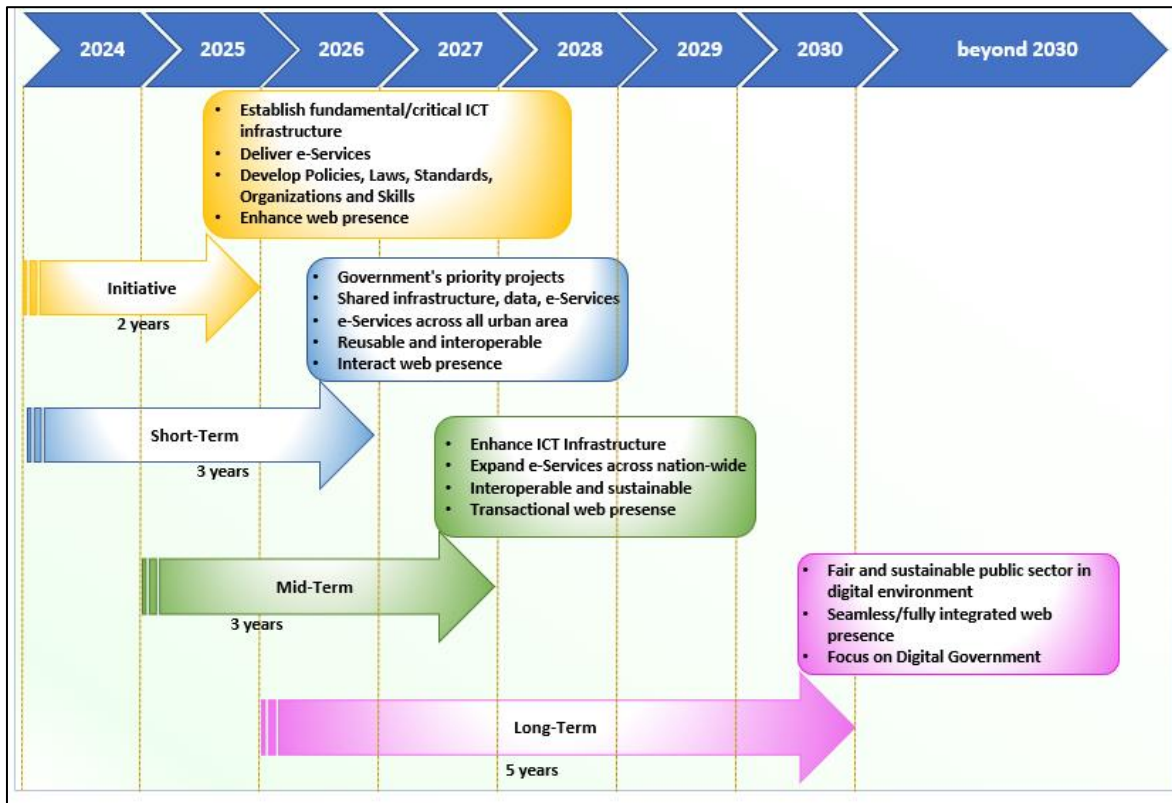 2024 2025 2026 2027 2028 2029 2030 beyond 2030
• Establish fundamental/critical ICT
infrastructure
• Deliver e-Services
• Develop Policies, Laws, Standards,
Organizations and Skills
• Enhance web presence
Initiative
2 years
• Government's priority projects
• Shared infrastructure, data, e-Services
• e-Services across all urban area
• Reusable and interoperable
• Interact web presence
Short-Term
3 years
• Enhance ICT Infrastructure
• Expand e-Services across nation-wide
• Interoperable and sustainable
• Transactional web presense
Mid-Term
3 years
• Fair and sustainable public sector in
digital environment
• Seamless/fully integrated web
presence
• Focus on Digital Government
Long-Term
5 years